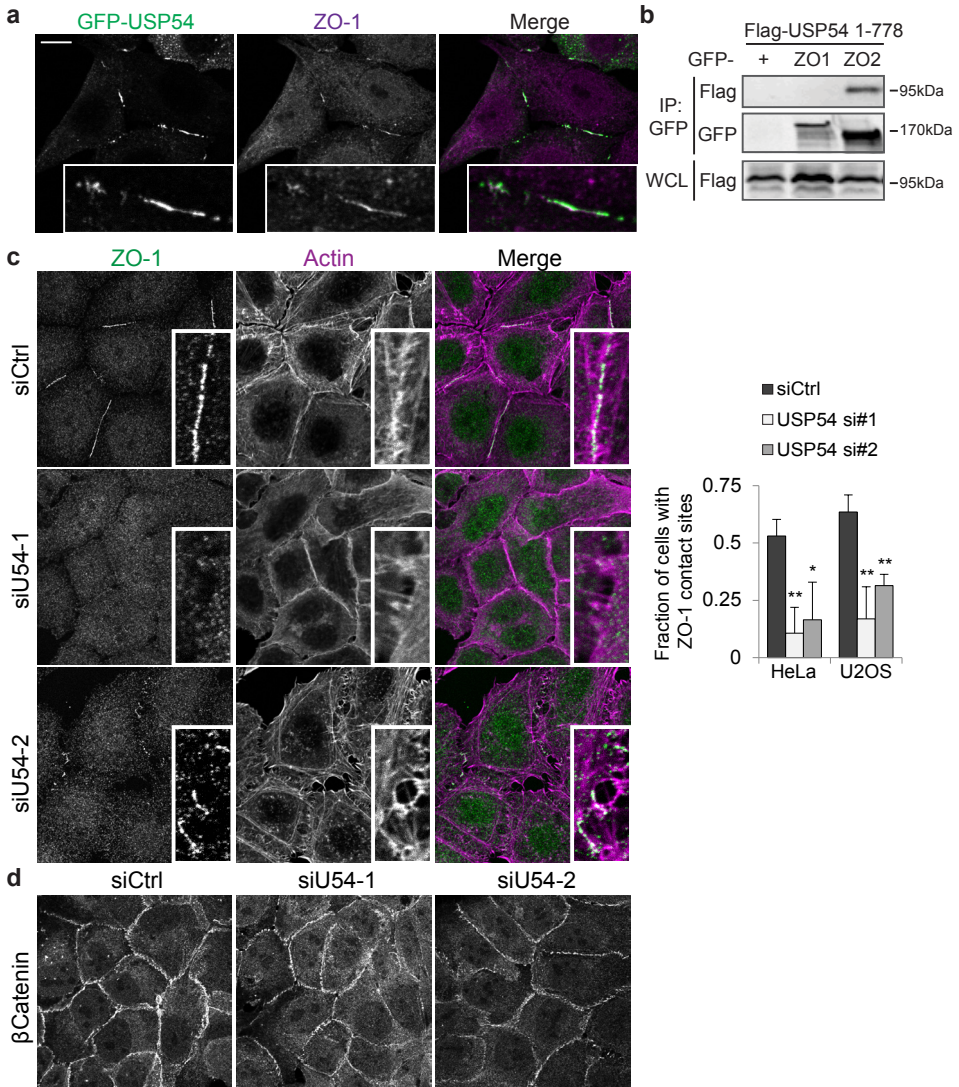 a
GFP-USP54 ZO-1 Merge
b
Flag-USP54 1-778
GFP- + ZO1 ZO2
IP: GFP
Flag
–95kDa
GFP
–170kDa
WCL Flag
–95kDa
c
ZO-1 Actin Merge
siCtrl
siU54-1
siU54-2
siCtrl
USP54 si#1
USP54 si#2
Fraction of cells with
ZO-1 contact sites
0.75
0.5
0.25
0
** *
** **
HeLa U2OS
d
siCtrl siU54-1 siU54-2
βCatenin